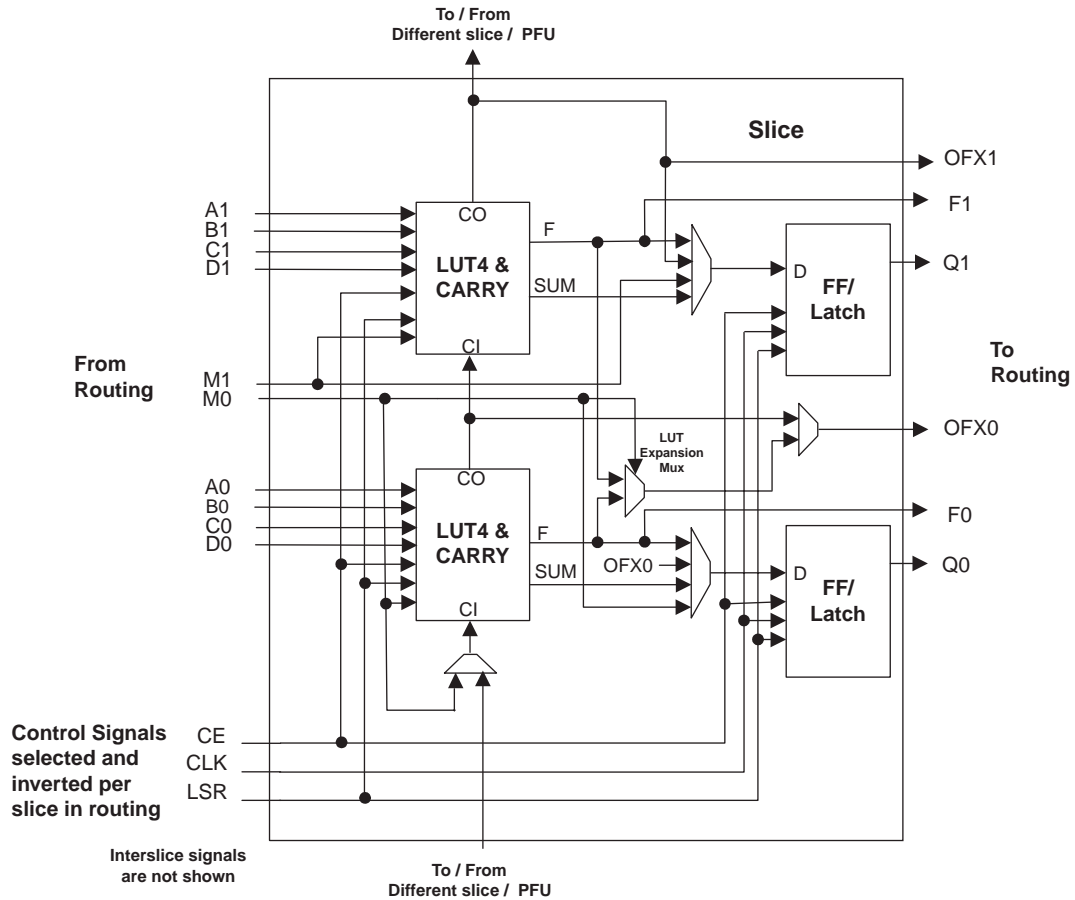 To / From
Different slice / PFU
Slice
OFX1
F1
A1
B1
C1
D1
CO
LUT4 &
CARRY
CI
F
SUM
D
FF/
Latch
Q1
From
Routing
M1
M0
To
Routing
OFX0
LUT
Expansion
Mux
A0
B0
C0
D0
CO
LUT4 &
CARRY
CI
F
SUM
OFX0
D
FF/
Latch
F0
Q0
Control Signals
selected and
inverted per
slice in routing
CE
CLK
LSR
Interslice signals
are not shown
To / From
Different slice / PFU